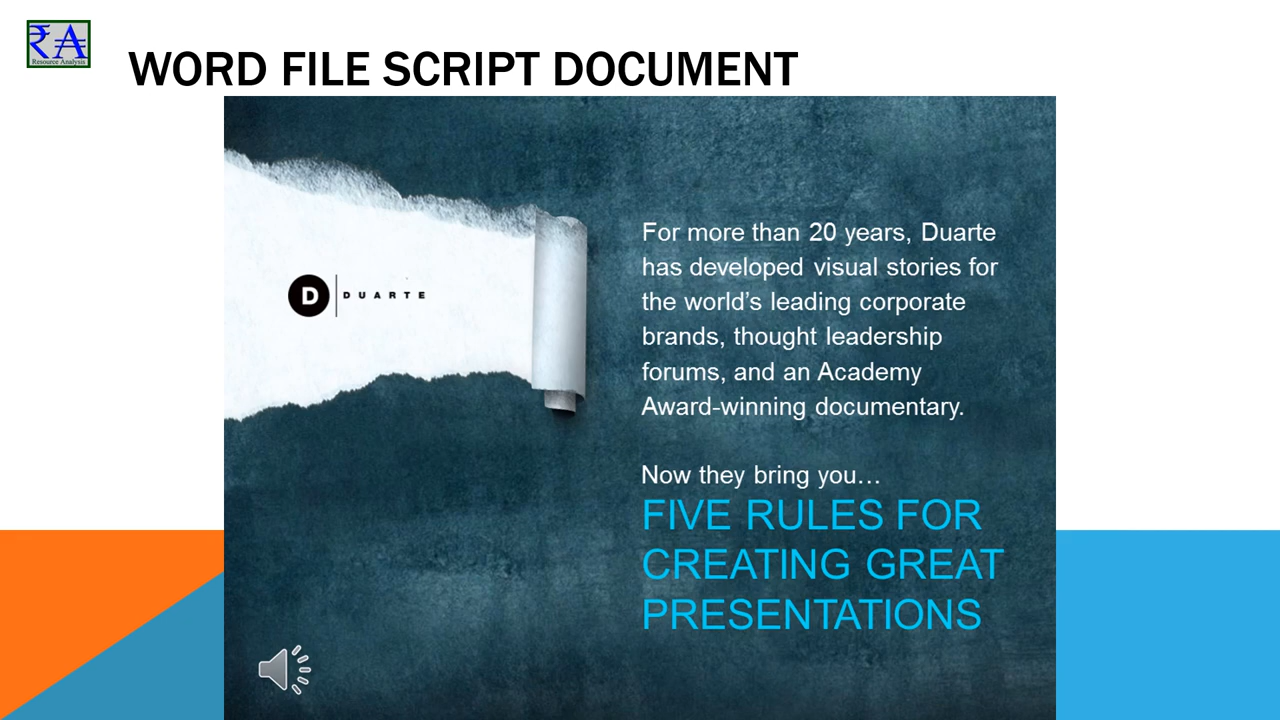 ₹A
Resource Analysis
WORD FILE SCRIPT DOCUMENT
D DUARTE
For more than 20 years, Duarte
has developed visual stories for
the world’s leading corporate
brands, thought leadership
forums, and an Academy
Award-winning documentary.
Now they bring you…
FIVE RULES FOR
CREATING GREAT
PRESENTATIONS